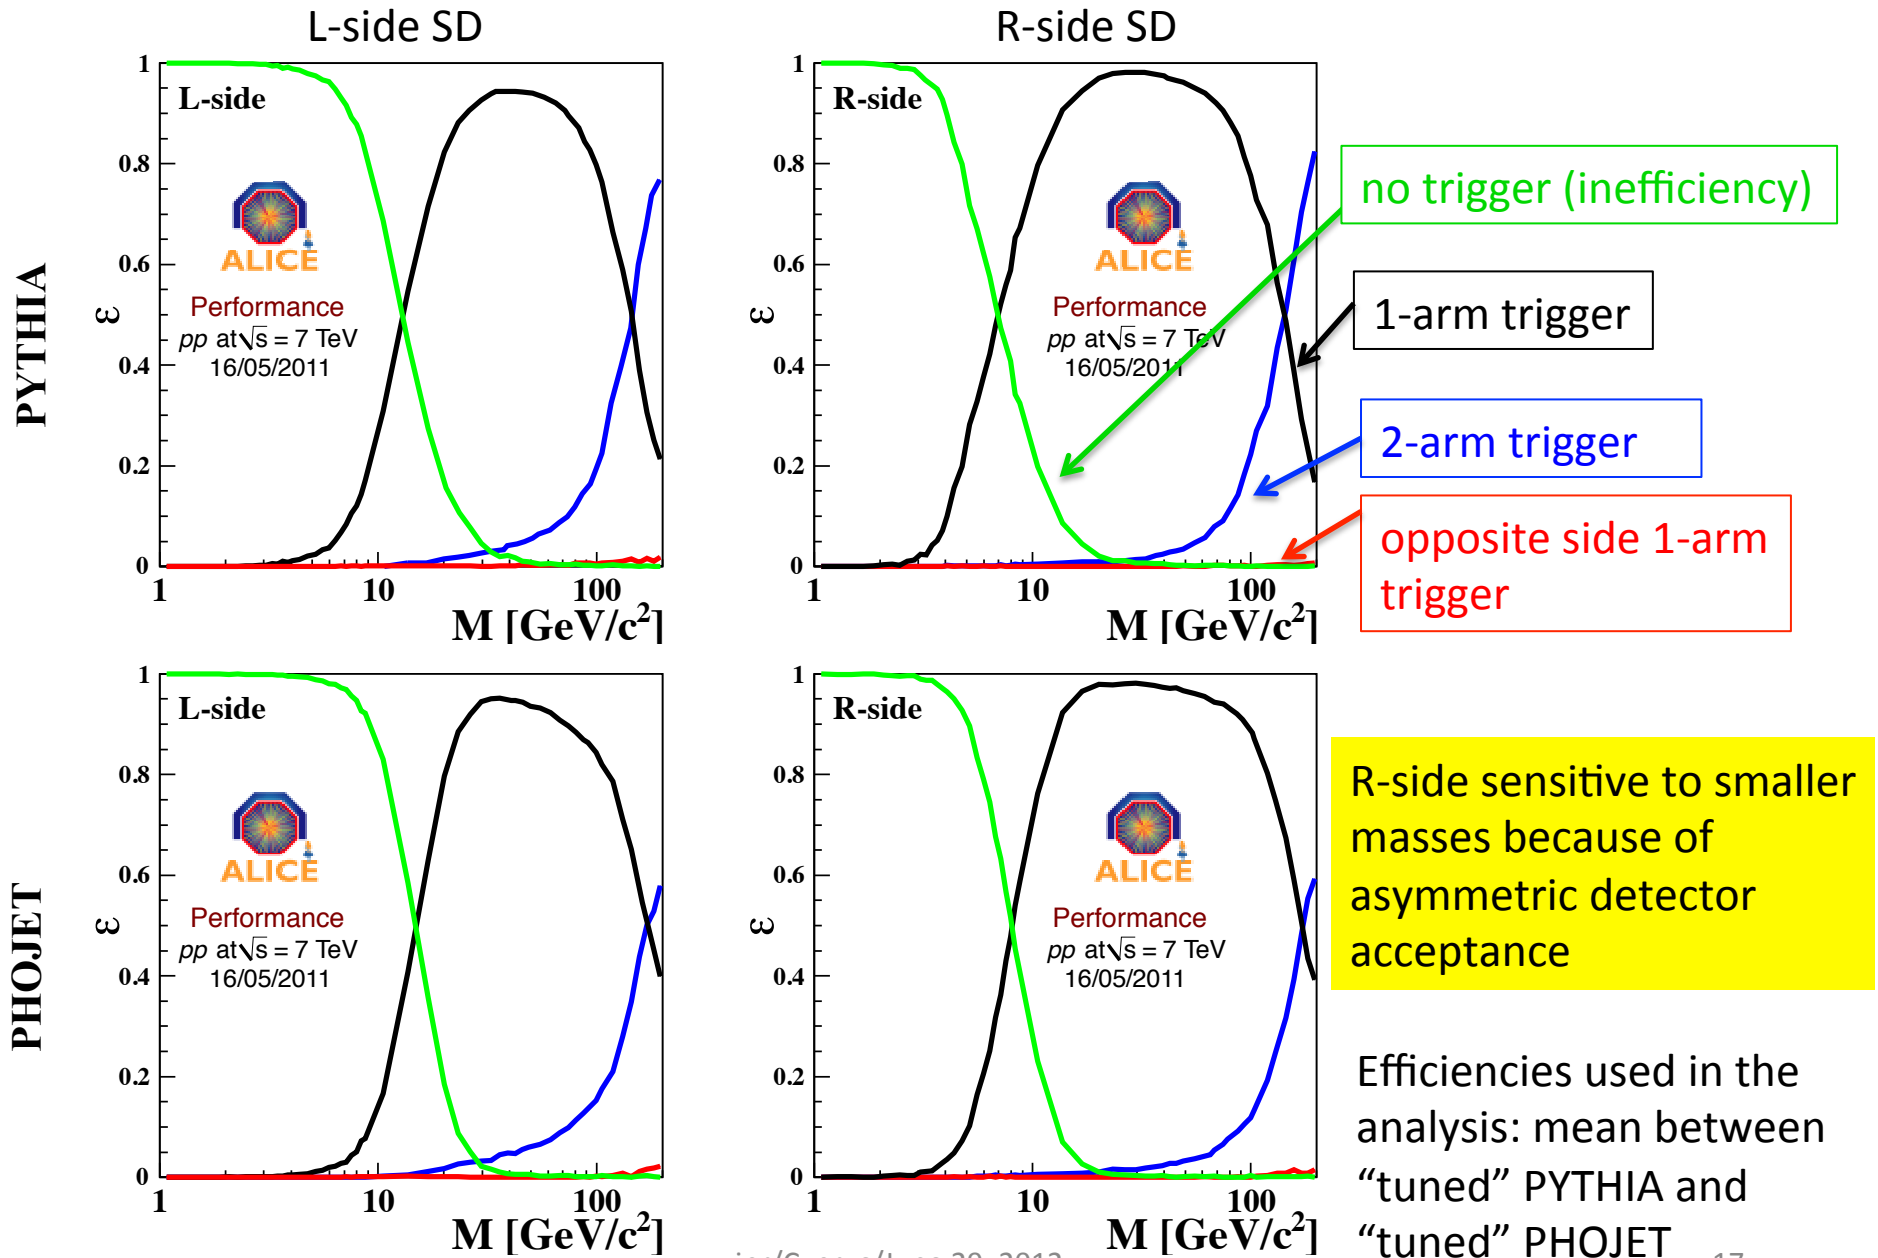 L-side SD
R-side SD
PYTHIA
1
0.8
0.6
0.4
0.2
0
ε
L-side
ALICE
Performance
pp at √s = 7 TeV
16/05/2011
1
10
100
M [GeV/c²]
1
0.8
0.6
0.4
0.2
0
ε
R-side
ALICE
Performance
pp at √s = 7 TeV
16/05/2011
1
10
100
M [GeV/c²]
no trigger (inefficiency)
1-arm trigger
2-arm trigger
opposite side 1-arm
trigger
PHOJET
1
0.8
0.6
0.4
0.2
0
ε
L-side
ALICE
Performance
pp at √s = 7 TeV
16/05/2011
1
10
100
M [GeV/c²]
1
0.8
0.6
0.4
0.2
0
ε
R-side
ALICE
Performance
pp at √s = 7 TeV
16/05/2011
1
10
100
M [GeV/c²]
R-side sensitive to smaller
masses because of
asymmetric detector
acceptance
Efficiencies used in the
analysis: mean between
“tuned” PYTHIA and
“tuned” PHOJET
17